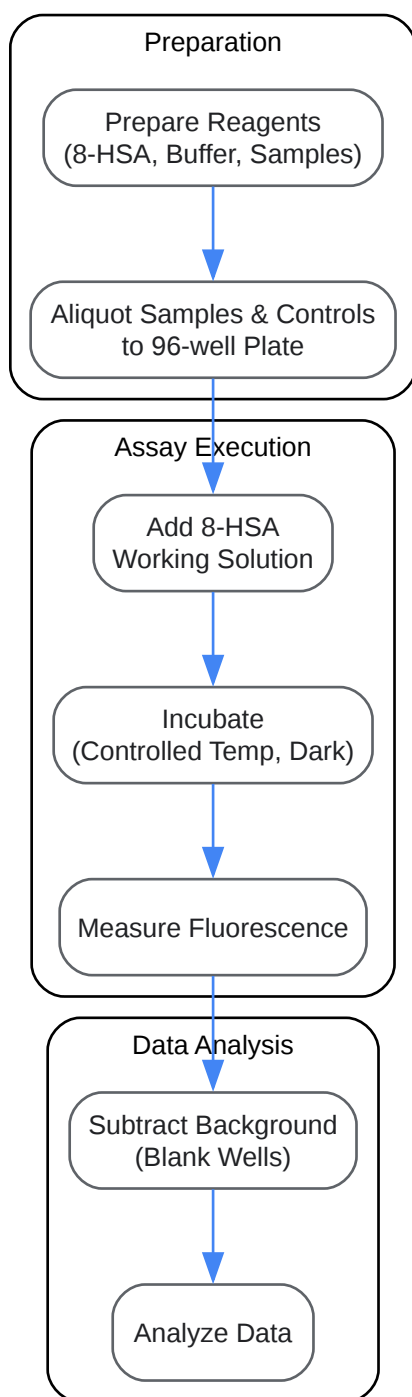 Preparation
Prepare Reagents
(8-HSA, Buffer, Samples)
Aliquot Samples & Controls
to 96-well Plate
Assay Execution
Add 8-HSA
Working Solution
Incubate
(Controlled Temp, Dark)
Measure Fluorescence
Data Analysis
Subtract Background
(Blank Wells)
Analyze Data